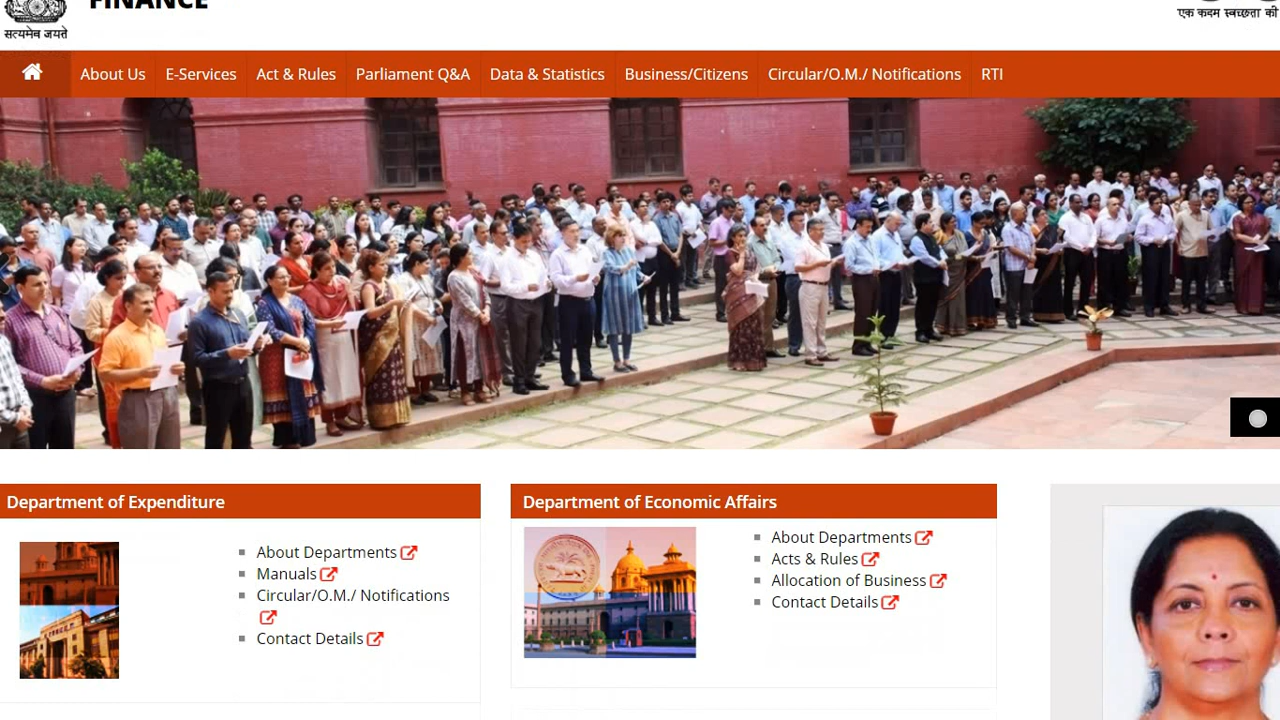 FINANCE
सत्यमेव जयते
एक कदम स्वच्छता की
About Us E-Services Act & Rules Parliament Q&A Data & Statistics Business/Citizens Circular/O.M./ Notifications RTI
Department of Expenditure
About Departments
Manuals
Circular/O.M./ Notifications
Contact Details
Department of Economic Affairs
About Departments
Acts & Rules
Allocation of Business
Contact Details